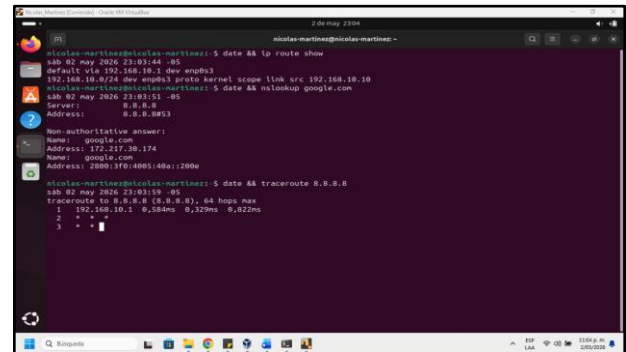 Nicolas_Martinez [Corriendo] - Oracle VM VirtualBox
2 de may 23:04
nicolas-martinez@nicolas-martinez: ~
nicolas-martinez@nicolas-martinez:~$ date && ip route show
sáb 02 may 2026 23:03:44 -05
default via 192.168.10.1 dev enp0s3
192.168.10.0/24 dev enp0s3 proto kernel scope link src 192.168.10.10
nicolas-martinez@nicolas-martinez:~$ date && nslookup google.com
sáb 02 may 2026 23:03:51 -05
Server: 8.8.8.8
Address: 8.8.8.8#53
Non-authoritative answer:
Name: google.com
Address: 172.217.30.174
Name: google.com
Address: 2800:3f0:4005:40a::200e
nicolas-martinez@nicolas-martinez:~$ date && traceroute 8.8.8.8
sáb 02 may 2026 23:03:59 -05
traceroute to 8.8.8.8 (8.8.8.8), 64 hops max
1 192.168.10.1 0,584ms 0,329ms 0,822ms
2 * * *
3 * *
Búsqueda
ESP
LAA
11:04 p. m.
2/05/2026